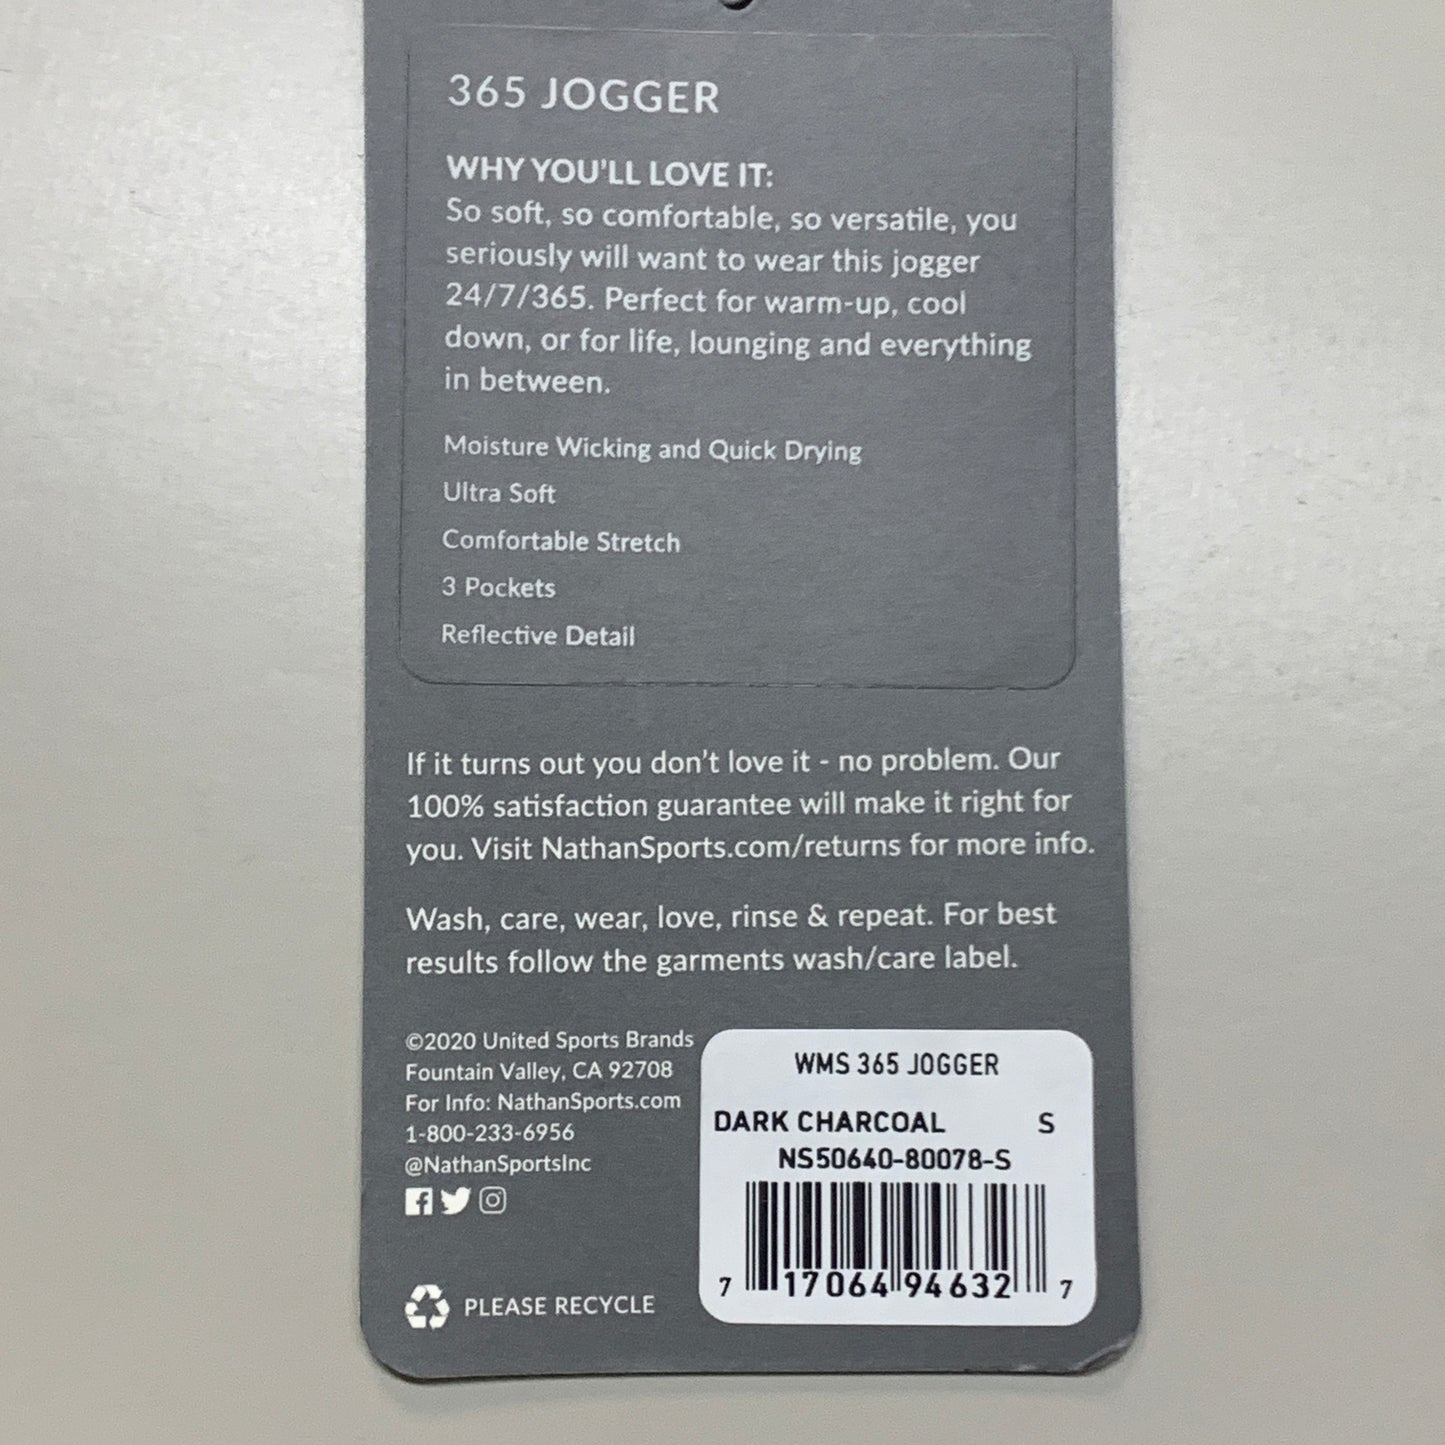 365 JOGGER
WHY YOU'LL LOVE IT:
So soft, so comfortable, so versatile, you
seriously will want to wear this jogger
24/7/365. Perfect for warm-up, cool
down, or for life, lounging and everything
in between.
Moisture Wicking and Quick Drying
Ultra Soft
Comfortable Stretch
3 Pockets
Reflective Detail
If it turns out you don't love it - no problem. Our
100% satisfaction guarantee will make it right for
you. Visit NathanSports.com/returns for more info.
Wash, care, wear, love, rinse & repeat. For best
results follow the garments wash/care label.
©2020 United Sports Brands
Fountain Valley, CA 92708
For Info: NathanSports.com
1-800-233-6956
@NathanSportsInc
PLEASE RECYCLE
WMS 365 JOGGER
DARK CHARCOAL S
NS50640-80078-S
7 17064 94632 7